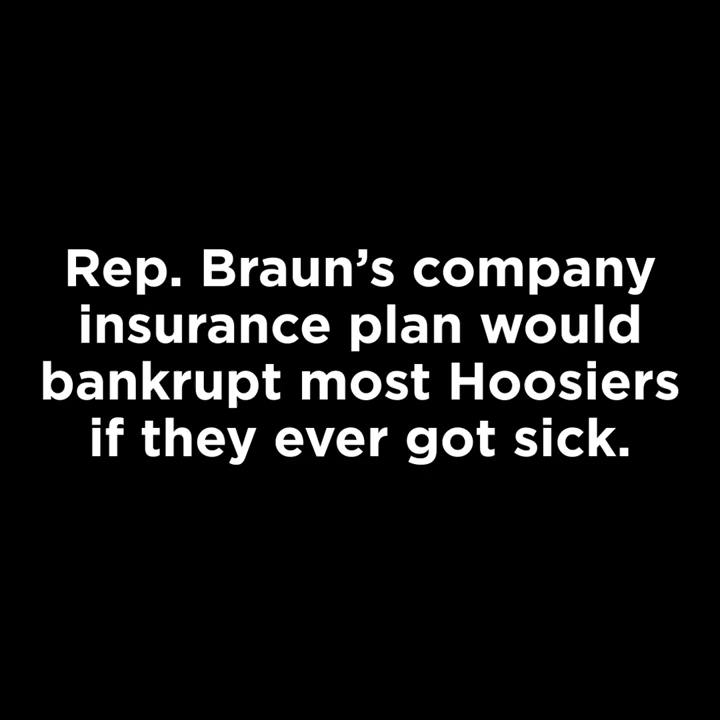 Rep. Braun’s company
insurance plan would
bankrupt most Hoosiers
if they ever got sick.